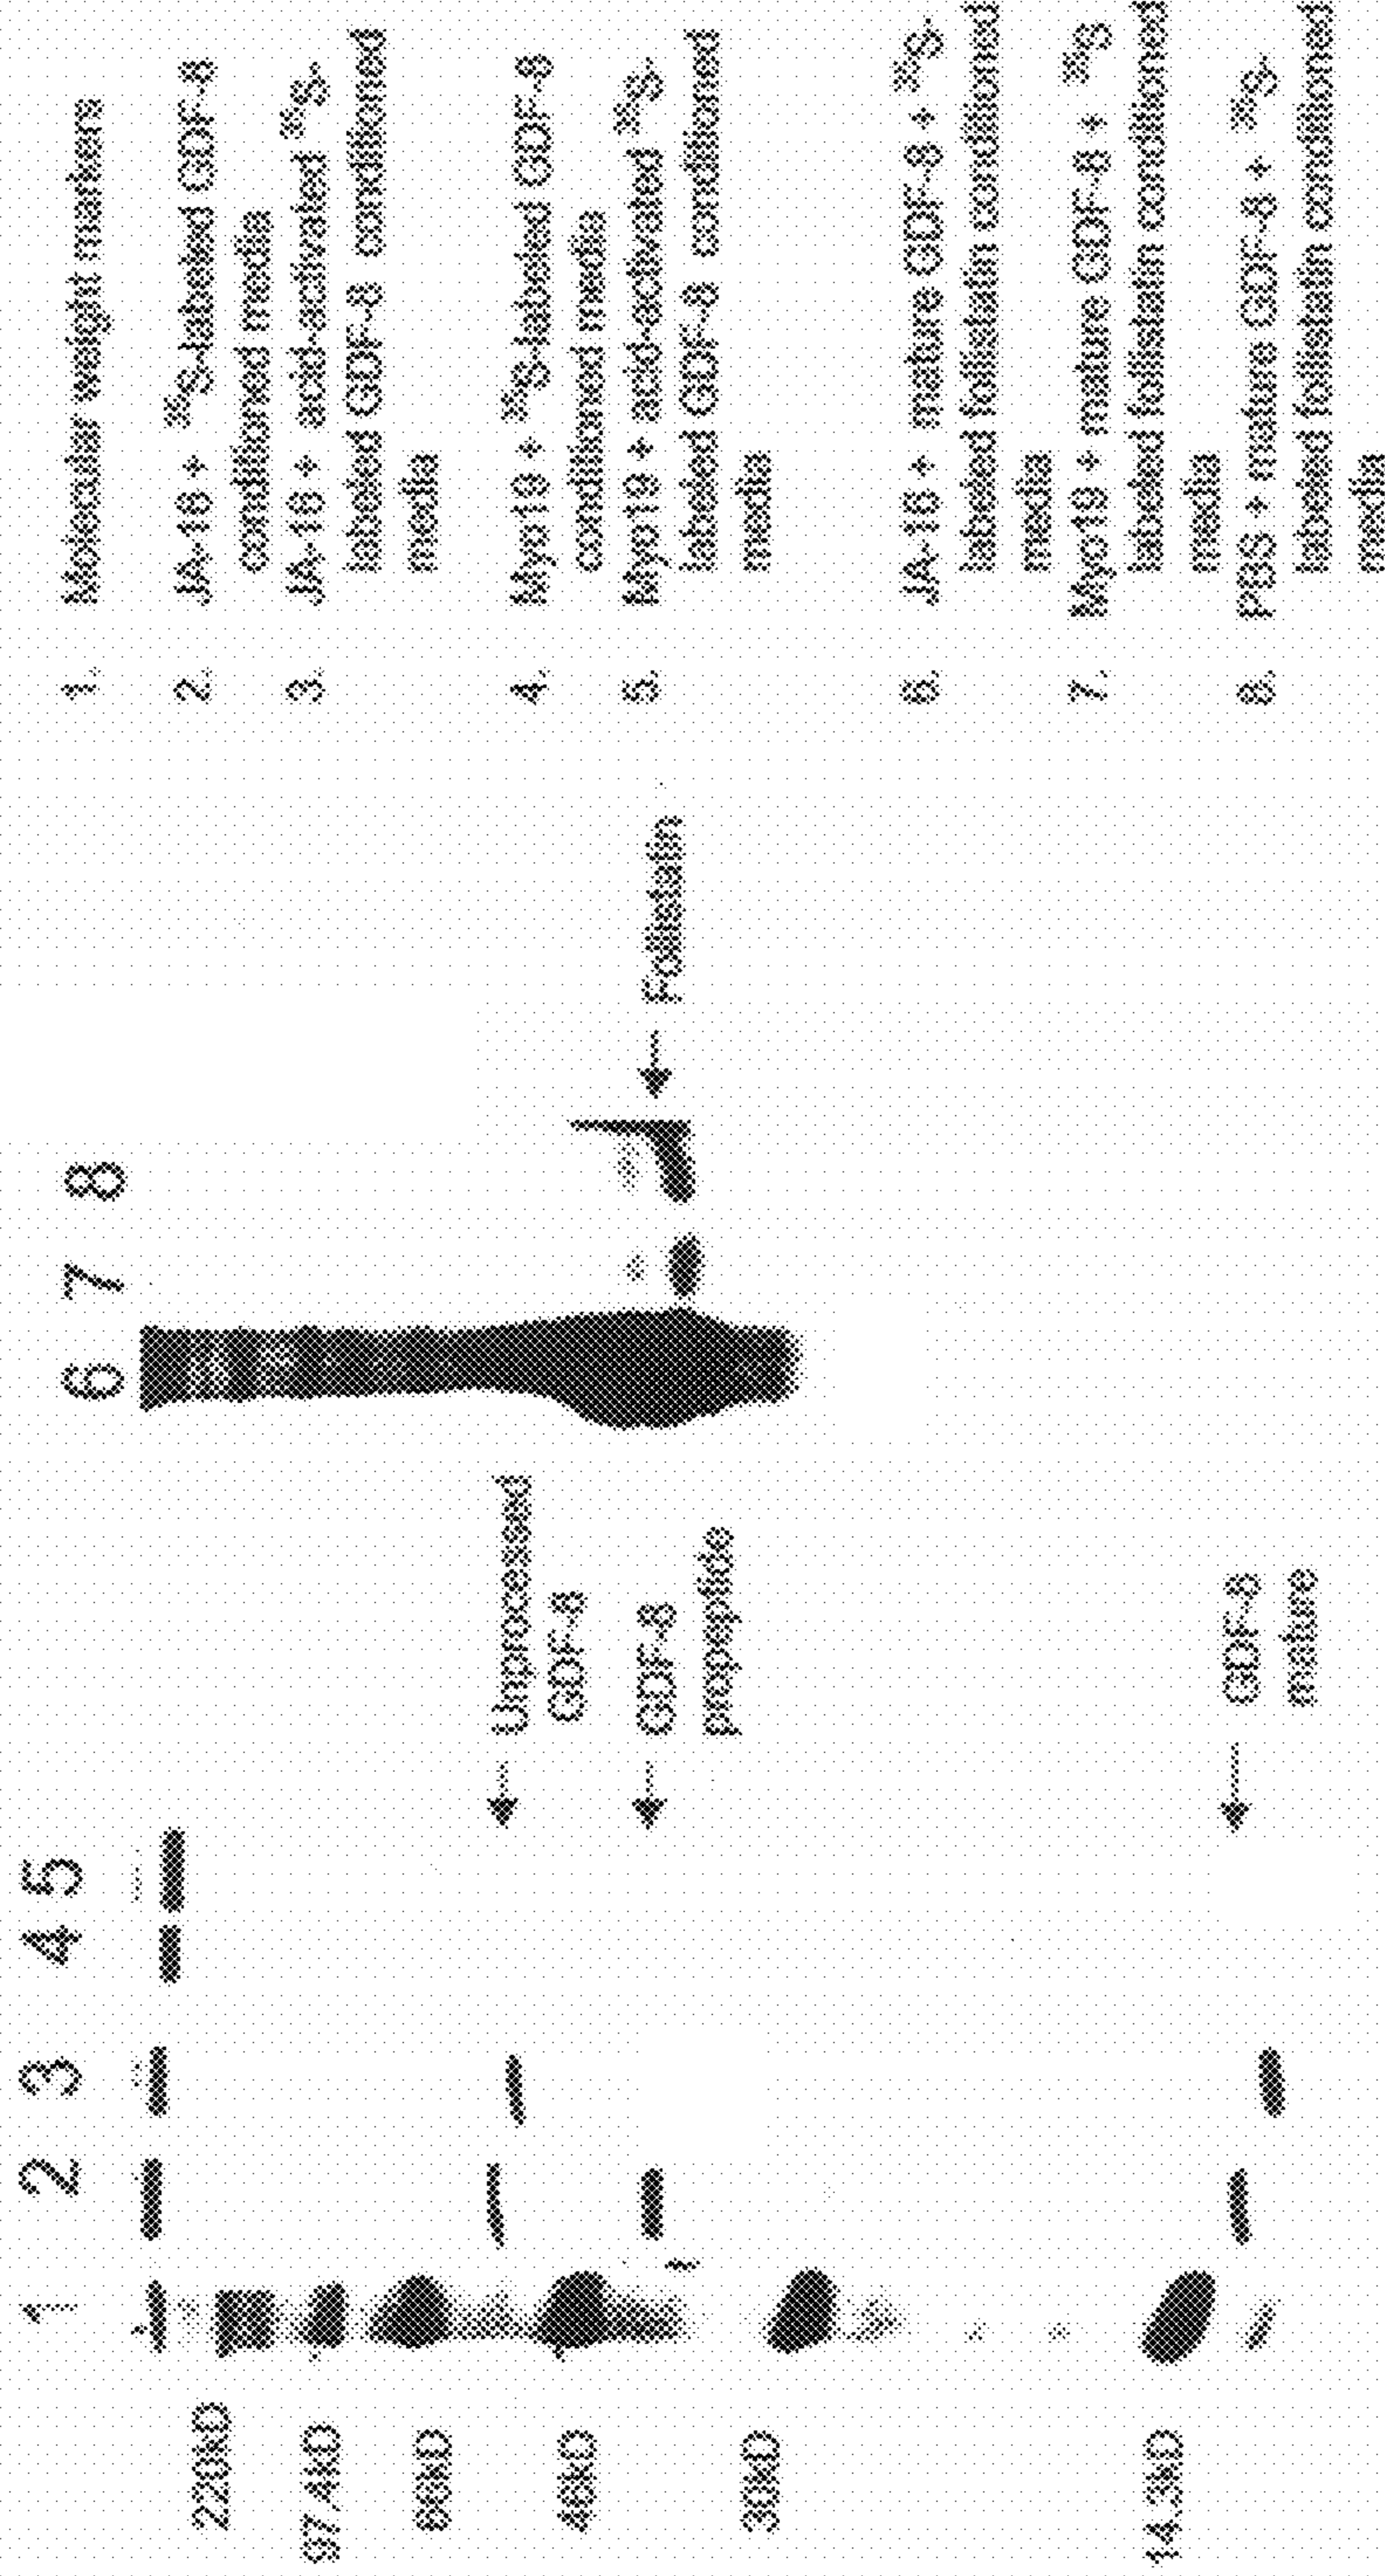 1 2 3 4 5
6 7 8
220kD
97.4kD
66kD
46kD
30kD
14.3kD
Unprocessed
GDF-8
GDF-8
propeptide
GDF-8
mature
Follistatin
1. Molecular weight markers
2. JA-16 + ³⁵S-labeled GDF-8
conditioned media
3. JA-16 + acid-activated ³⁵S-
labeled GDF-8 conditioned
media
4. Myo19 + ³⁵S-labeled GDF-8
conditioned media
5. Myo19 + acid-activated ³⁵S-
labeled GDF-8 conditioned
media
6. JA-16 + mature GDF-8 + ³⁵S-
labeled follistatin conditioned
media
7. Myo19 + mature GDF-8 + ³⁵S
labeled follistatin conditioned
media
8. PBS + mature GDF-8 + ³⁵S-
labeled follistatin conditioned
media